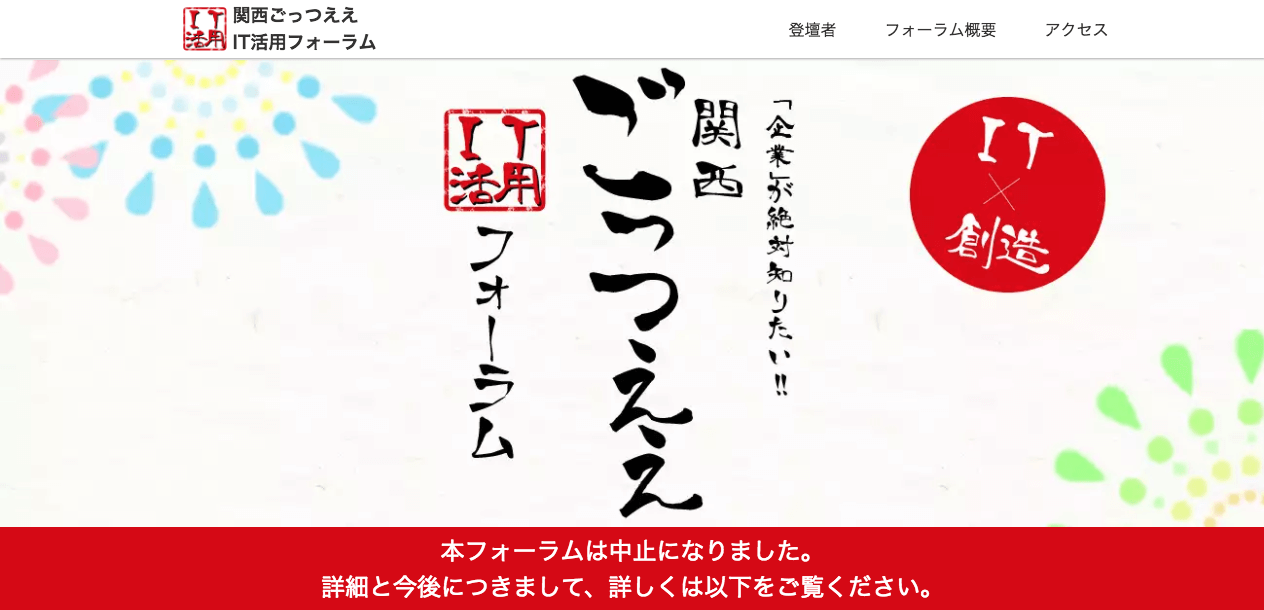 IT
活用
関西ごっつええ
IT活用フォーラム
登壇者
フォーラム概要
アクセス
「企業」が絶対知りたい!!
関西
ごっつええ
IT
活用
フォーラム
IT
×
創造
本フォーラムは中止になりました。
詳細と今後につきまして、詳しくは以下をご覧ください。